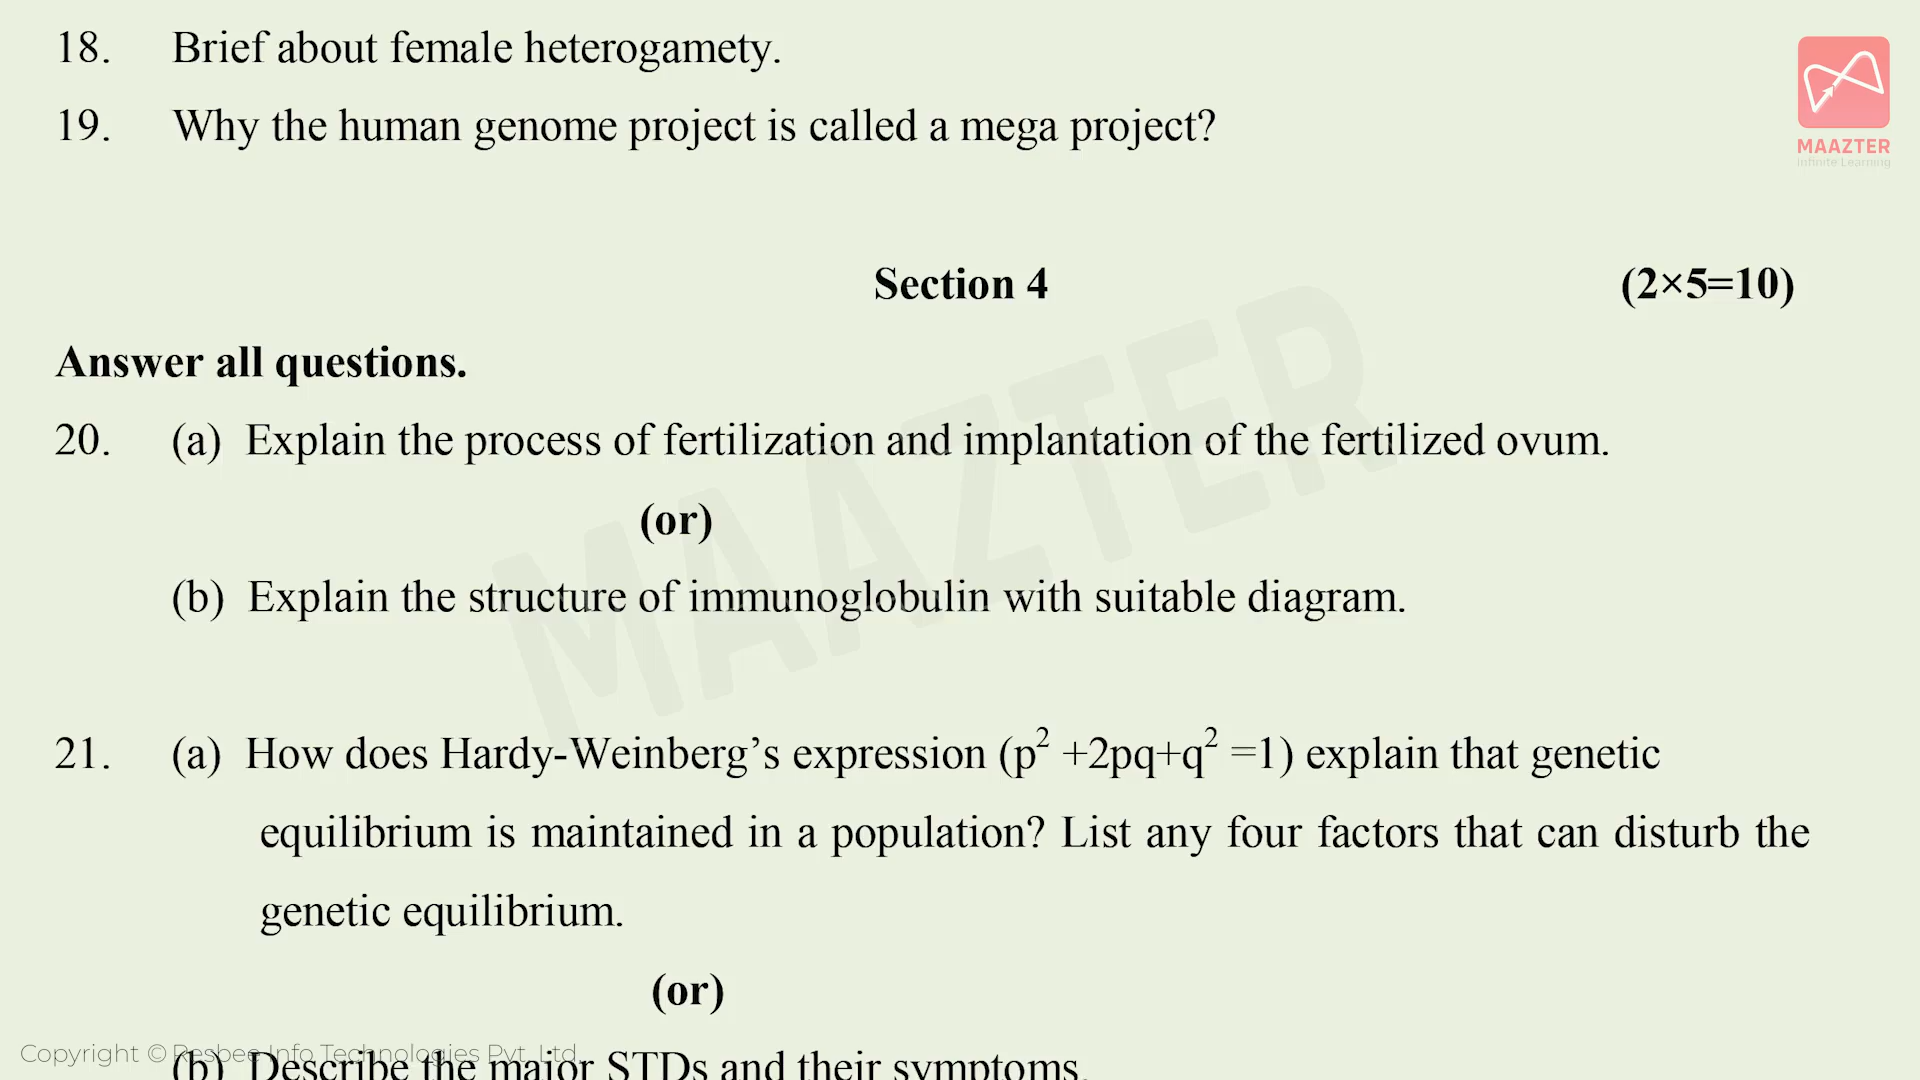 18. Brief about female heterogamety.
19. Why the human genome project is called a mega project?
MAAZTER
Infinite Learning
Section 4 (2×5=10)
Answer all questions.
20. (a) Explain the process of fertilization and implantation of the fertilized ovum.
(or)
(b) Explain the structure of immunoglobulin with suitable diagram.
MAAZTER
21. (a) How does Hardy-Weinberg’s expression (p² +2pq+q² =1) explain that genetic
equilibrium is maintained in a population? List any four factors that can disturb the
genetic equilibrium.
(or)
(b) Describe the major STDs and their symptoms.
Copyright © Resbee Info Technologies Pvt. Ltd.